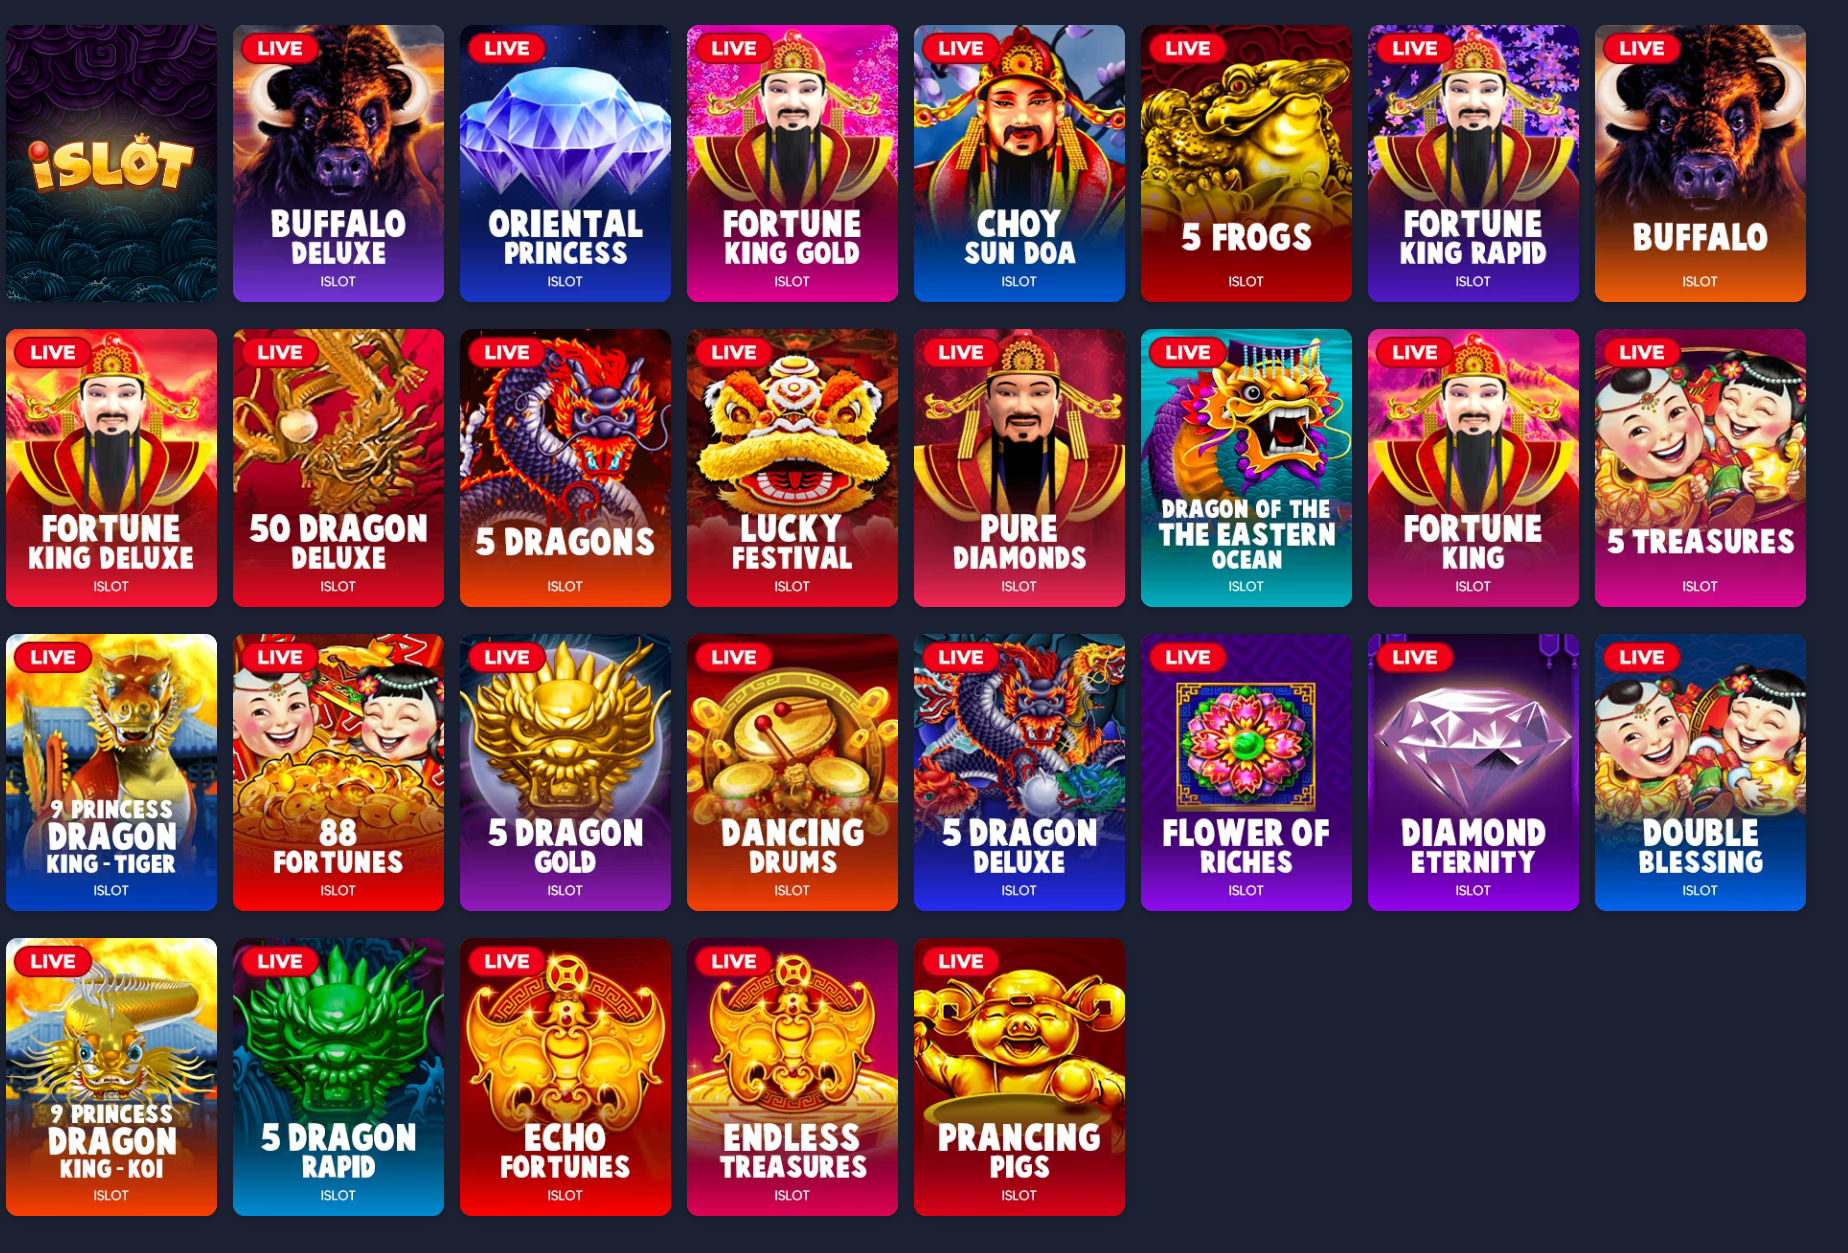 iSLOT
LIVE
BUFFALO
DELUXE
ISLOT
LIVE
ORIENTAL
PRINCESS
ISLOT
LIVE
FORTUNE
KING GOLD
ISLOT
LIVE
CHOY
SUN DOA
ISLOT
LIVE
5 FROGS
ISLOT
LIVE
FORTUNE
KING RAPID
ISLOT
LIVE
BUFFALO
ISLOT
LIVE
FORTUNE
KING DELUXE
ISLOT
LIVE
50 DRAGON
DELUXE
ISLOT
LIVE
5 DRAGONS
ISLOT
LIVE
LUCKY
FESTIVAL
ISLOT
LIVE
PURE
DIAMONDS
ISLOT
LIVE
DRAGON OF THE
THE EASTERN
OCEAN
ISLOT
LIVE
FORTUNE
KING
ISLOT
LIVE
5 TREASURES
ISLOT
LIVE
9 PRINCESS
DRAGON
KING - TIGER
ISLOT
LIVE
88
FORTUNES
ISLOT
LIVE
5 DRAGON
GOLD
ISLOT
LIVE
DANCING
DRUMS
ISLOT
LIVE
5 DRAGON
DELUXE
ISLOT
LIVE
FLOWER OF
RICHES
ISLOT
LIVE
DIAMOND
ETERNITY
ISLOT
LIVE
DOUBLE
BLESSING
ISLOT
LIVE
9 PRINCESS
DRAGON
KING - KOI
ISLOT
LIVE
5 DRAGON
RAPID
ISLOT
LIVE
ECHO
FORTUNES
ISLOT
LIVE
ENDLESS
TREASURES
ISLOT
LIVE
PRANCING
PIGS
ISLOT